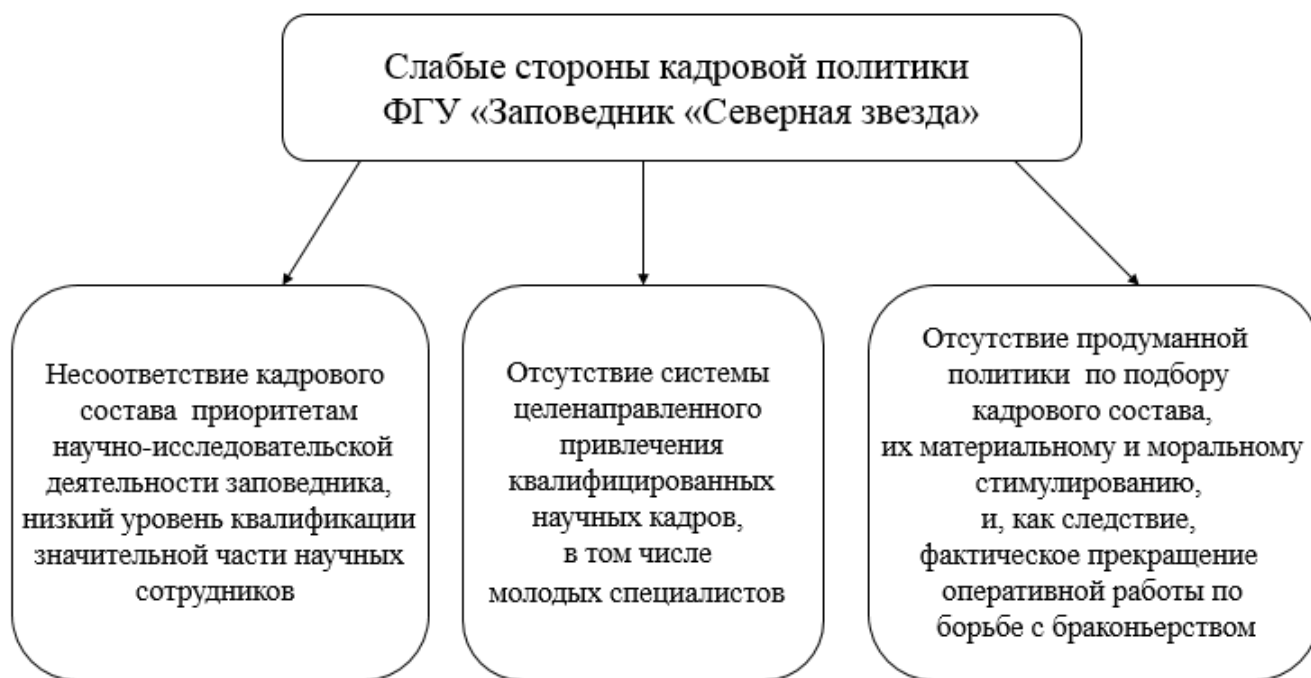 Слабые стороны кадровой политики
ФГУ «Заповедник «Северная звезда»
Несоответствие кадрового
состава приоритетам
научно-исследовательской
деятельности заповедника,
низкий уровень квалификации
значительной части научных
сотрудников
Отсутствие системы
целенаправленного
привлечения
квалифицированных
научных кадров,
в том числе
молодых специалистов
Отсутствие продуманной
политики по подбору
кадрового состава,
их материальному и моральному
стимулированию,
и, как следствие,
фактическое прекращение
оперативной работы по
борьбе с браконьерством